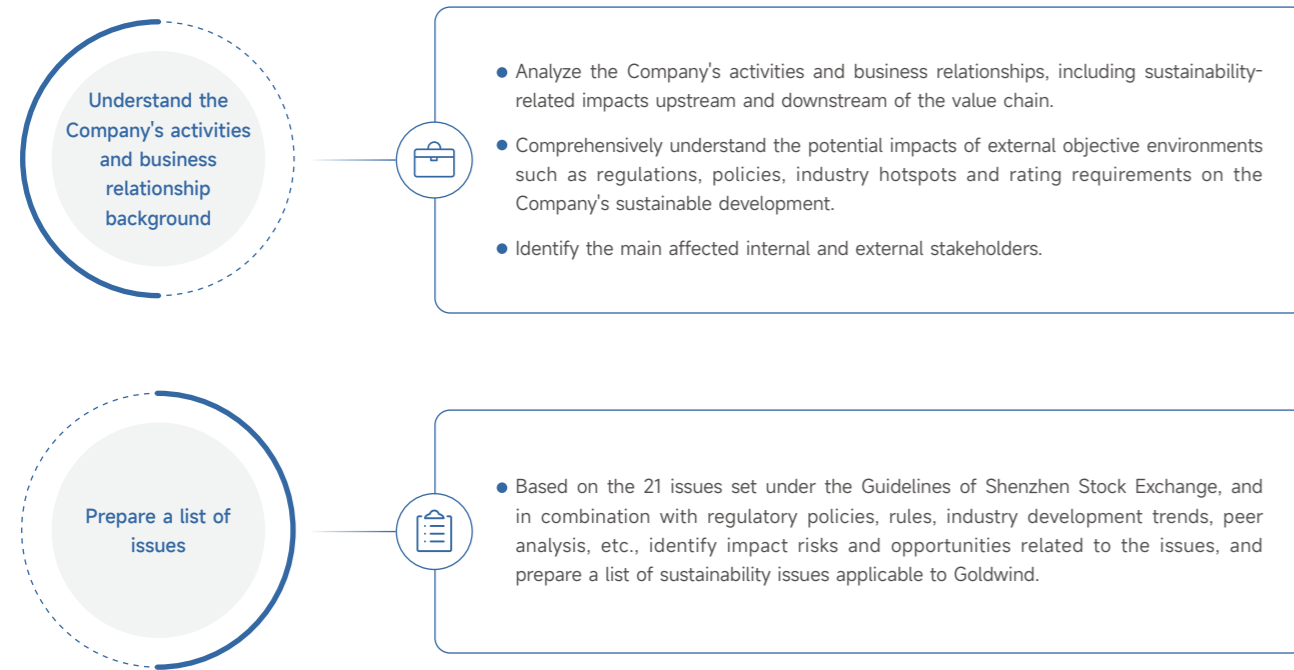 Understand the
Company's activities
and business
relationship
background
● Analyze the Company's activities and business relationships, including sustainability-
related impacts upstream and downstream of the value chain.
● Comprehensively understand the potential impacts of external objective environments
such as regulations, policies, industry hotspots and rating requirements on the
Company's sustainable development.
● Identify the main affected internal and external stakeholders.
Prepare a list of
issues
● Based on the 21 issues set under the Guidelines of Shenzhen Stock Exchange, and
in combination with regulatory policies, rules, industry development trends, peer
analysis, etc., identify impact risks and opportunities related to the issues, and
prepare a list of sustainability issues applicable to Goldwind.